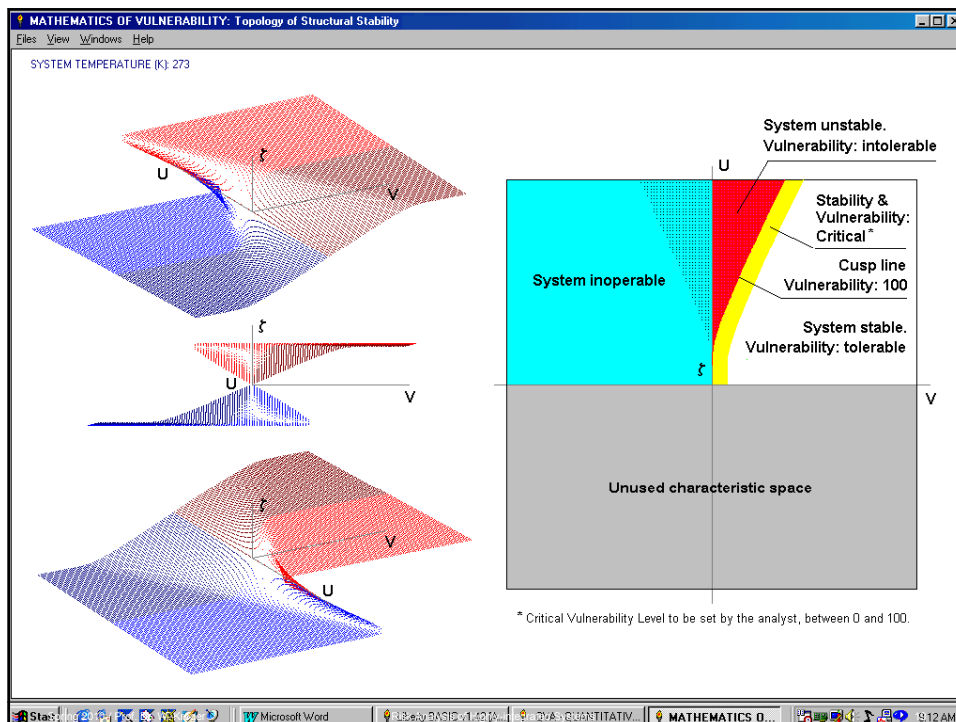 MATHEMATICS OF VULNERABILITY: Topology of Structural Stability
Files View Windows Help
SYSTEM TEMPERATURE (K): 273
ζ
U
V
ζ
U
V
ζ
V
U
System unstable.
Vulnerability: intolerable
U
Stability &
Vulnerability:
Critical*
System inoperable
Cusp line
Vulnerability: 100
System stable.
Vulnerability: tolerable
ζ
V
Unused characteristic space
* Critical Vulnerability Level to be set by the analyst, between 0 and 100.
Microsoft Word
QUASI QUANTITATIV...
MATHEMATICS O...
9:12 AM